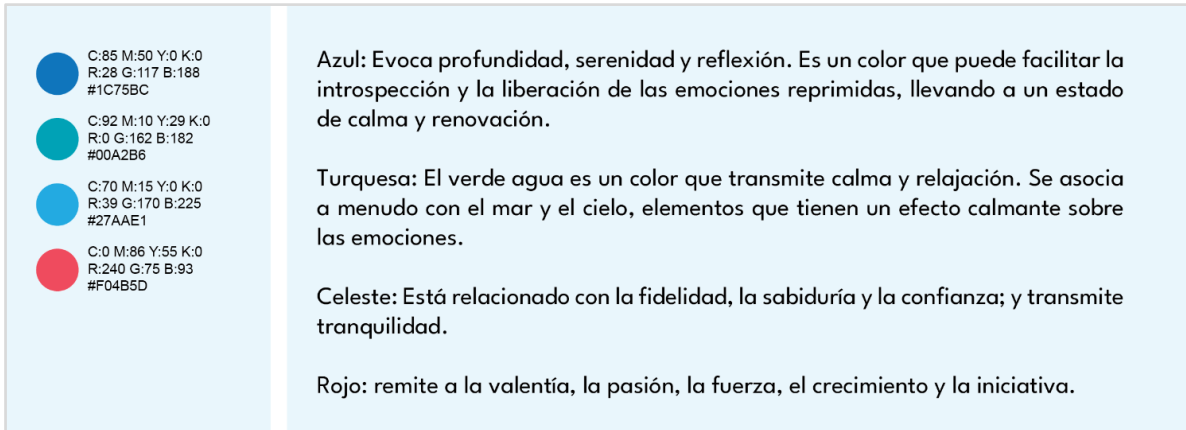 C:85 M:50 Y:0 K:0
R:28 G:117 B:188
#1C75BC
C:92 M:10 Y:29 K:0
R:0 G:162 B:182
#00A2B6
C:70 M:15 Y:0 K:0
R:39 G:170 B:225
#27AAE1
C:0 M:86 Y:55 K:0
R:240 G:75 B:93
#F04B5D
Azul: Evoca profundidad, serenidad y reflexión. Es un color que puede facilitar la
introspección y la liberación de las emociones reprimidas, llevando a un estado
de calma y renovación.
Turquesa: El verde agua es un color que transmite calma y relajación. Se asocia
a menudo con el mar y el cielo, elementos que tienen un efecto calmante sobre
las emociones.
Celeste: Está relacionado con la fidelidad, la sabiduría y la confianza; y transmite
tranquilidad.
Rojo: remite a la valentía, la pasión, la fuerza, el crecimiento y la iniciativa.